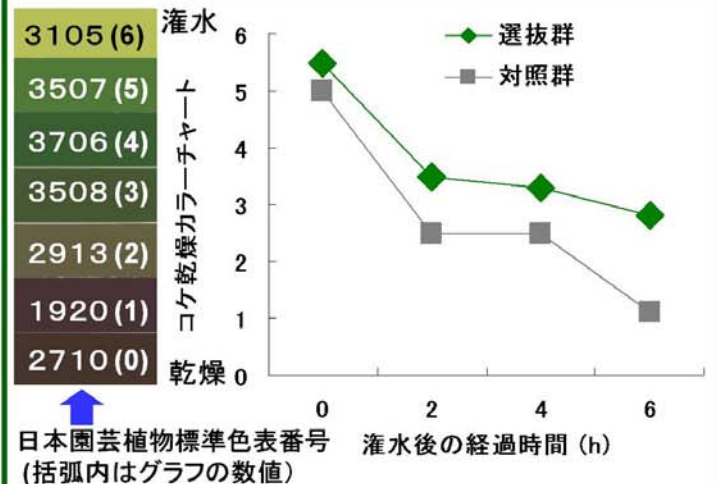 3105(6)
3507(5)
3706(4)
3508(3)
2913(2)
1920(1)
2710(0)
潅水
コケ乾燥カラーチャート
乾燥
日本園芸植物標準色表番号
(括弧内はグラフの数値)
選抜群
対照群
6
5
4
3
2
1
0
0 2 4 6
潅水後の経過時間 (h)